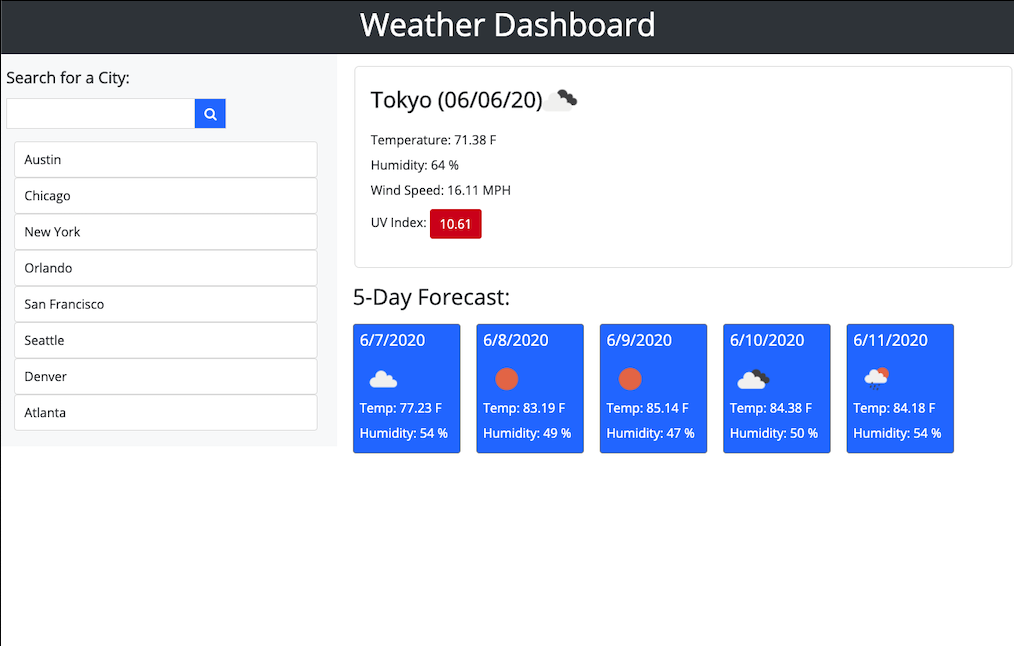 Weather Dashboard
Search for a City:
Austin
Chicago
New York
Orlando
San Francisco
Seattle
Denver
Atlanta
Tokyo (06/06/20)
Temperature: 71.38 F
Humidity: 64 %
Wind Speed: 16.11 MPH
UV Index: 10.61
5-Day Forecast:
6/7/2020
Temp: 77.23 F
Humidity: 54 %
6/8/2020
Temp: 83.19 F
Humidity: 49 %
6/9/2020
Temp: 85.14 F
Humidity: 47 %
6/10/2020
Temp: 84.38 F
Humidity: 50 %
6/11/2020
Temp: 84.18 F
Humidity: 54 %